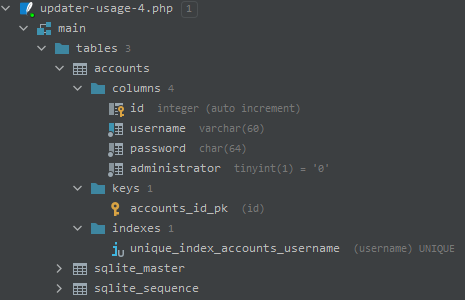 updater-usage-4.php 1
main
tables 3
accounts
columns 4
id integer (auto increment)
username varchar(60)
password char(64)
administrator tinyint(1) = '0'
keys 1
accounts_id_pk (id)
indexes 1
unique_index_accounts_username (username) UNIQUE
sqlite_master
sqlite_sequence